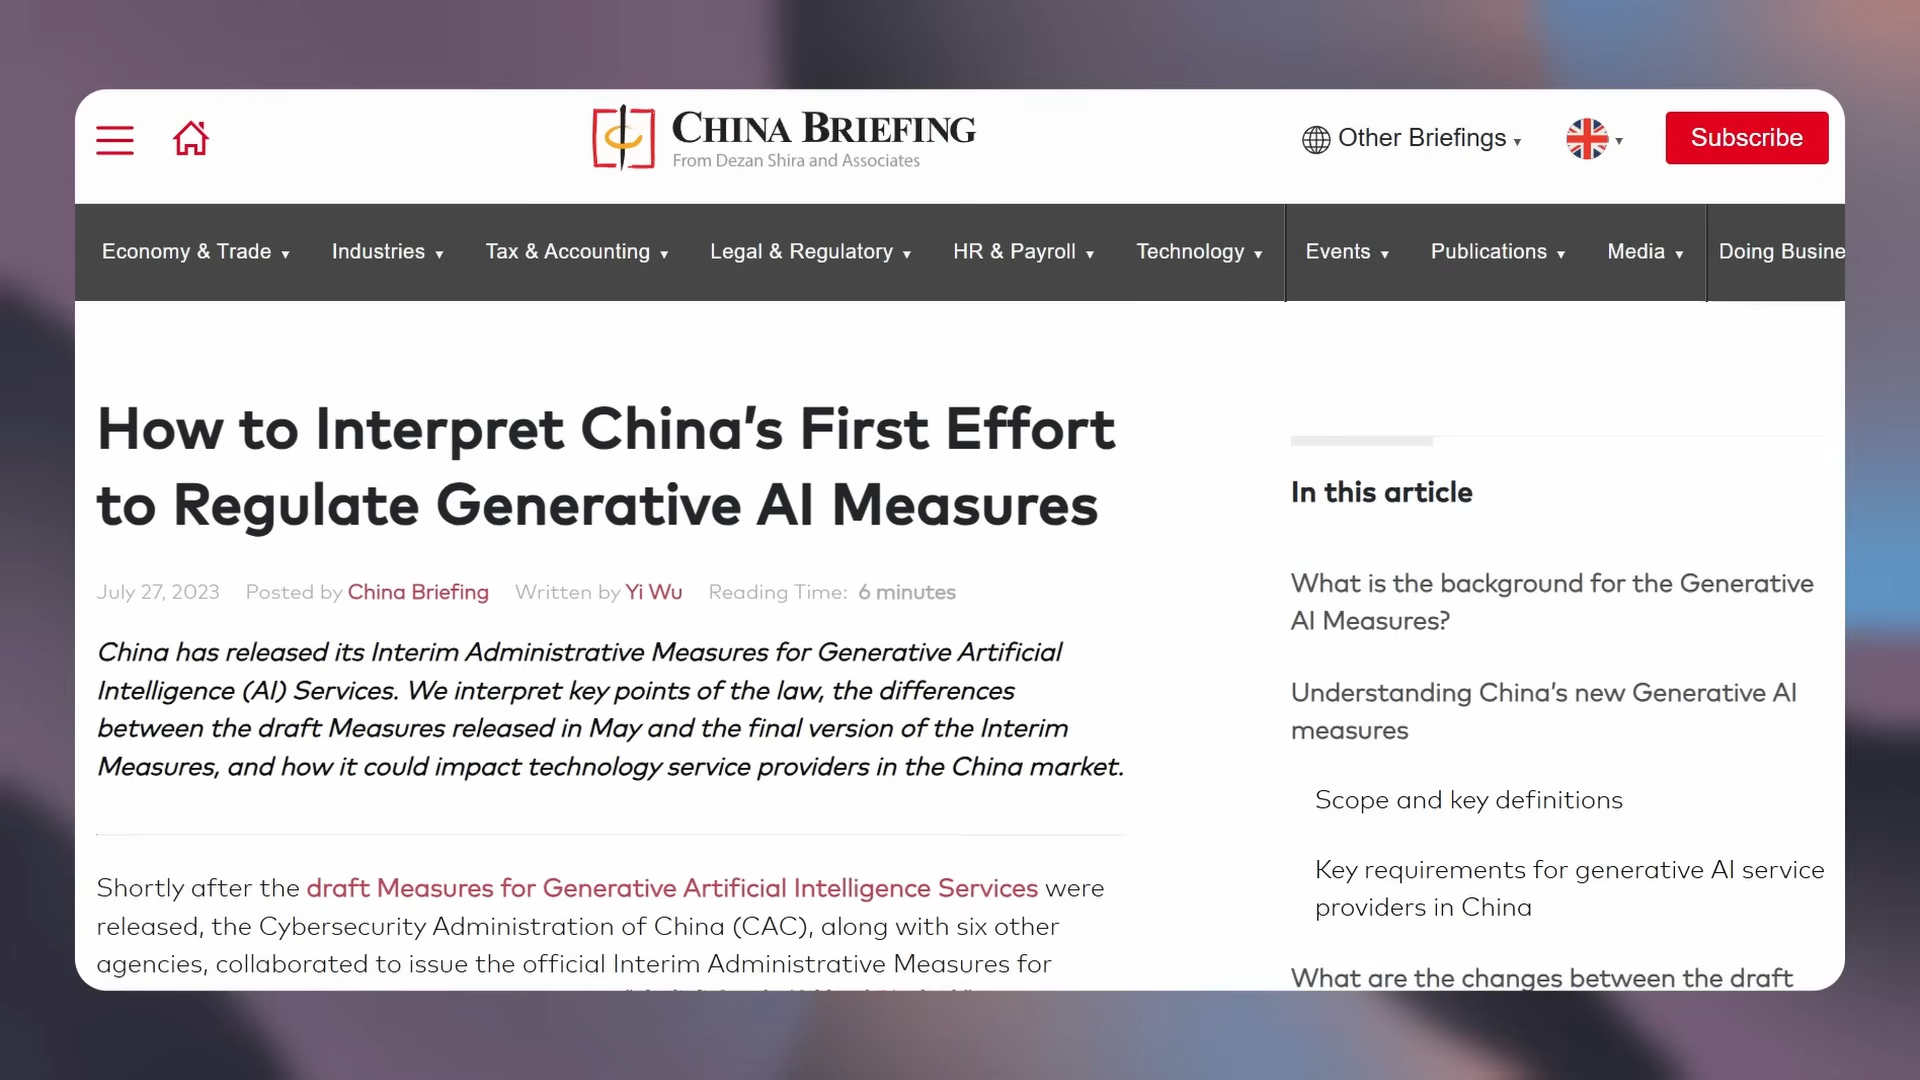 CHINA BRIEFING
From Dezan Shira and Associates
Other Briefings
Subscribe
Economy & Trade
Industries
Tax & Accounting
Legal & Regulatory
HR & Payroll
Technology
Events
Publications
Media
Doing Busine
How to Interpret China's First Effort
to Regulate Generative AI Measures
July 27, 2023 Posted by China Briefing Written by Yi Wu Reading Time: 6 minutes
China has released its Interim Administrative Measures for Generative Artificial
Intelligence (AI) Services. We interpret key points of the law, the differences
between the draft Measures released in May and the final version of the Interim
Measures, and how it could impact technology service providers in the China market.
Shortly after the draft Measures for Generative Artificial Intelligence Services were
released, the Cybersecurity Administration of China (CAC), along with six other
agencies, collaborated to issue the official Interim Administrative Measures for
In this article
What is the background for the Generative
AI Measures?
Understanding China's new Generative AI
measures
Scope and key definitions
Key requirements for generative AI service
providers in China
What are the changes between the draft